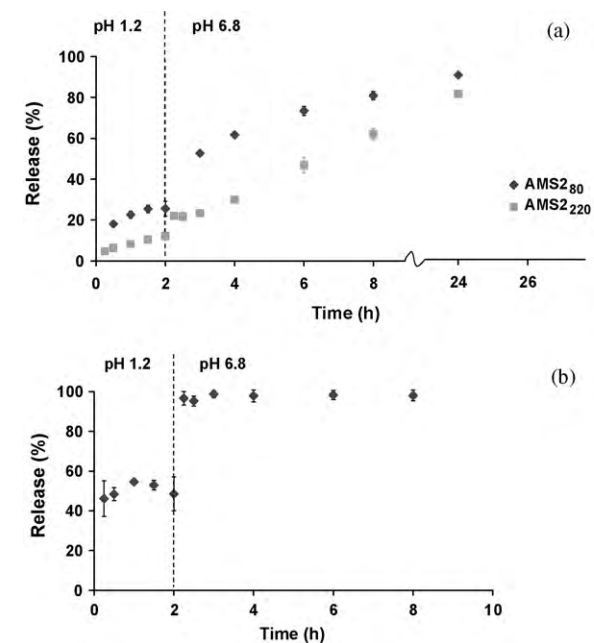 pH 1.2 pH 6.8 (a)
100
80
60
40
20
0
Release (%)
AMS2₈₀
AMS2₂₂₀
0 2 4 6 8 24 26
Time (h)
pH 1.2 pH 6.8 (b)
100
80
60
40
20
0
Release (%)
0 2 4 6 8 10
Time (h)